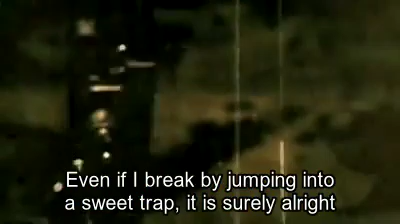 Even if I break by jumping into
a sweet trap, it is surely alright